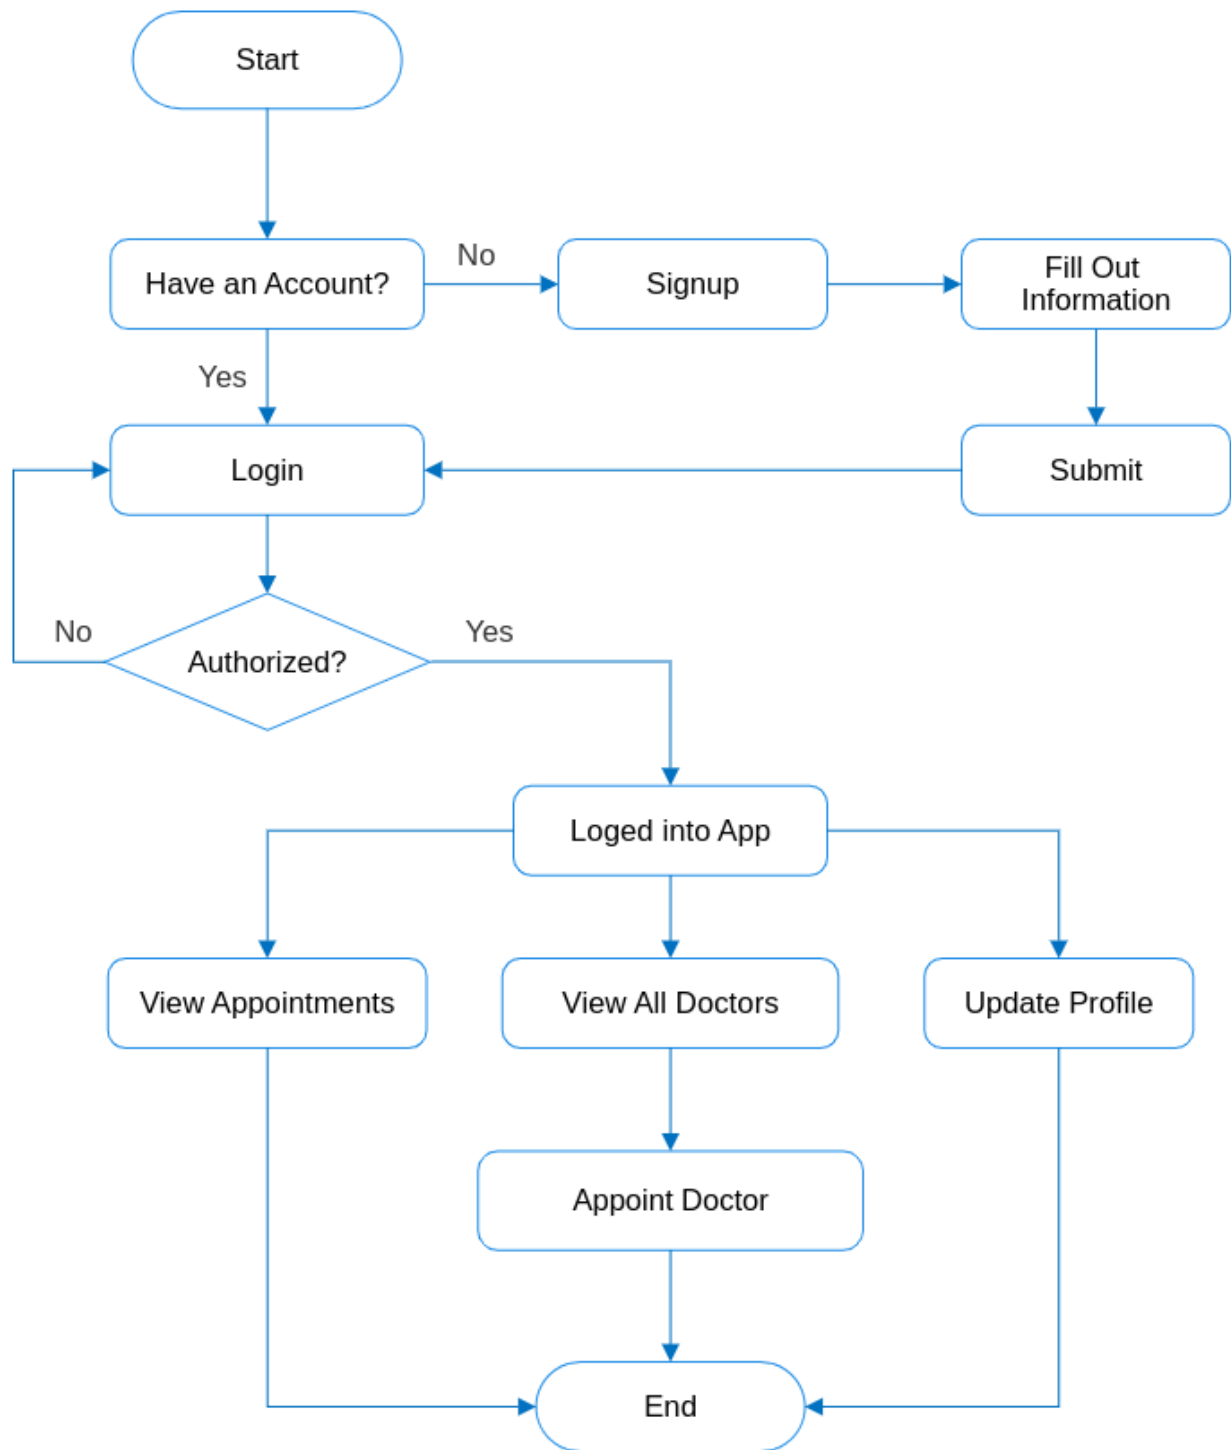 Start
Have an Account?
No
Signup
Fill Out
Information
Yes
Login
Submit
No
Authorized?
Yes
Loged into App
View Appointments
View All Doctors
Update Profile
Appoint Doctor
End